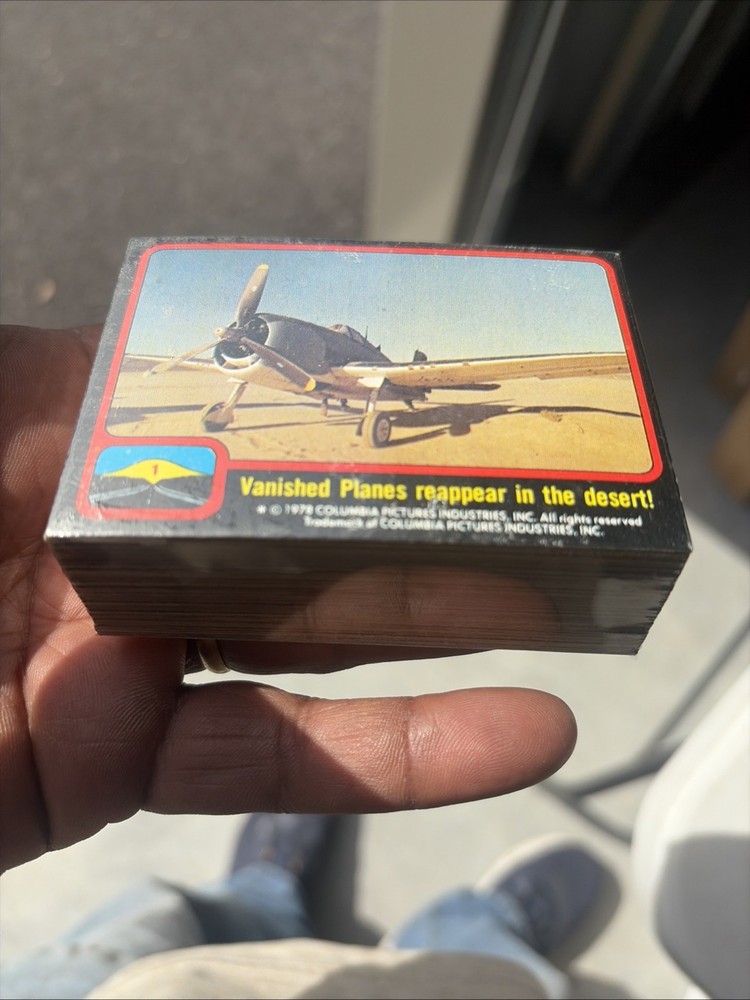 1
Vanished Planes reappear in the desert!
* © 1978 COLUMBIA PICTURES INDUSTRIES, INC. All rights reserved
Trademark of COLUMBIA PICTURES INDUSTRIES, INC.